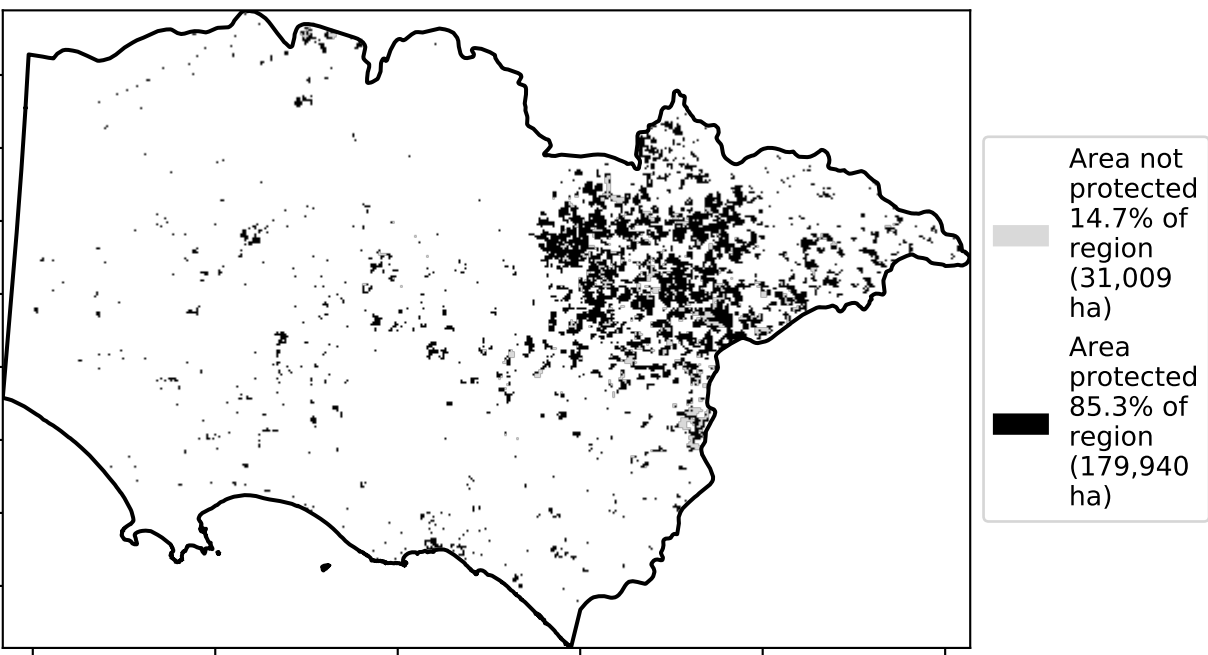 Area not
protected
14.7% of
region
(31,009
ha)
Area
protected
85.3% of
region
(179,940
ha)